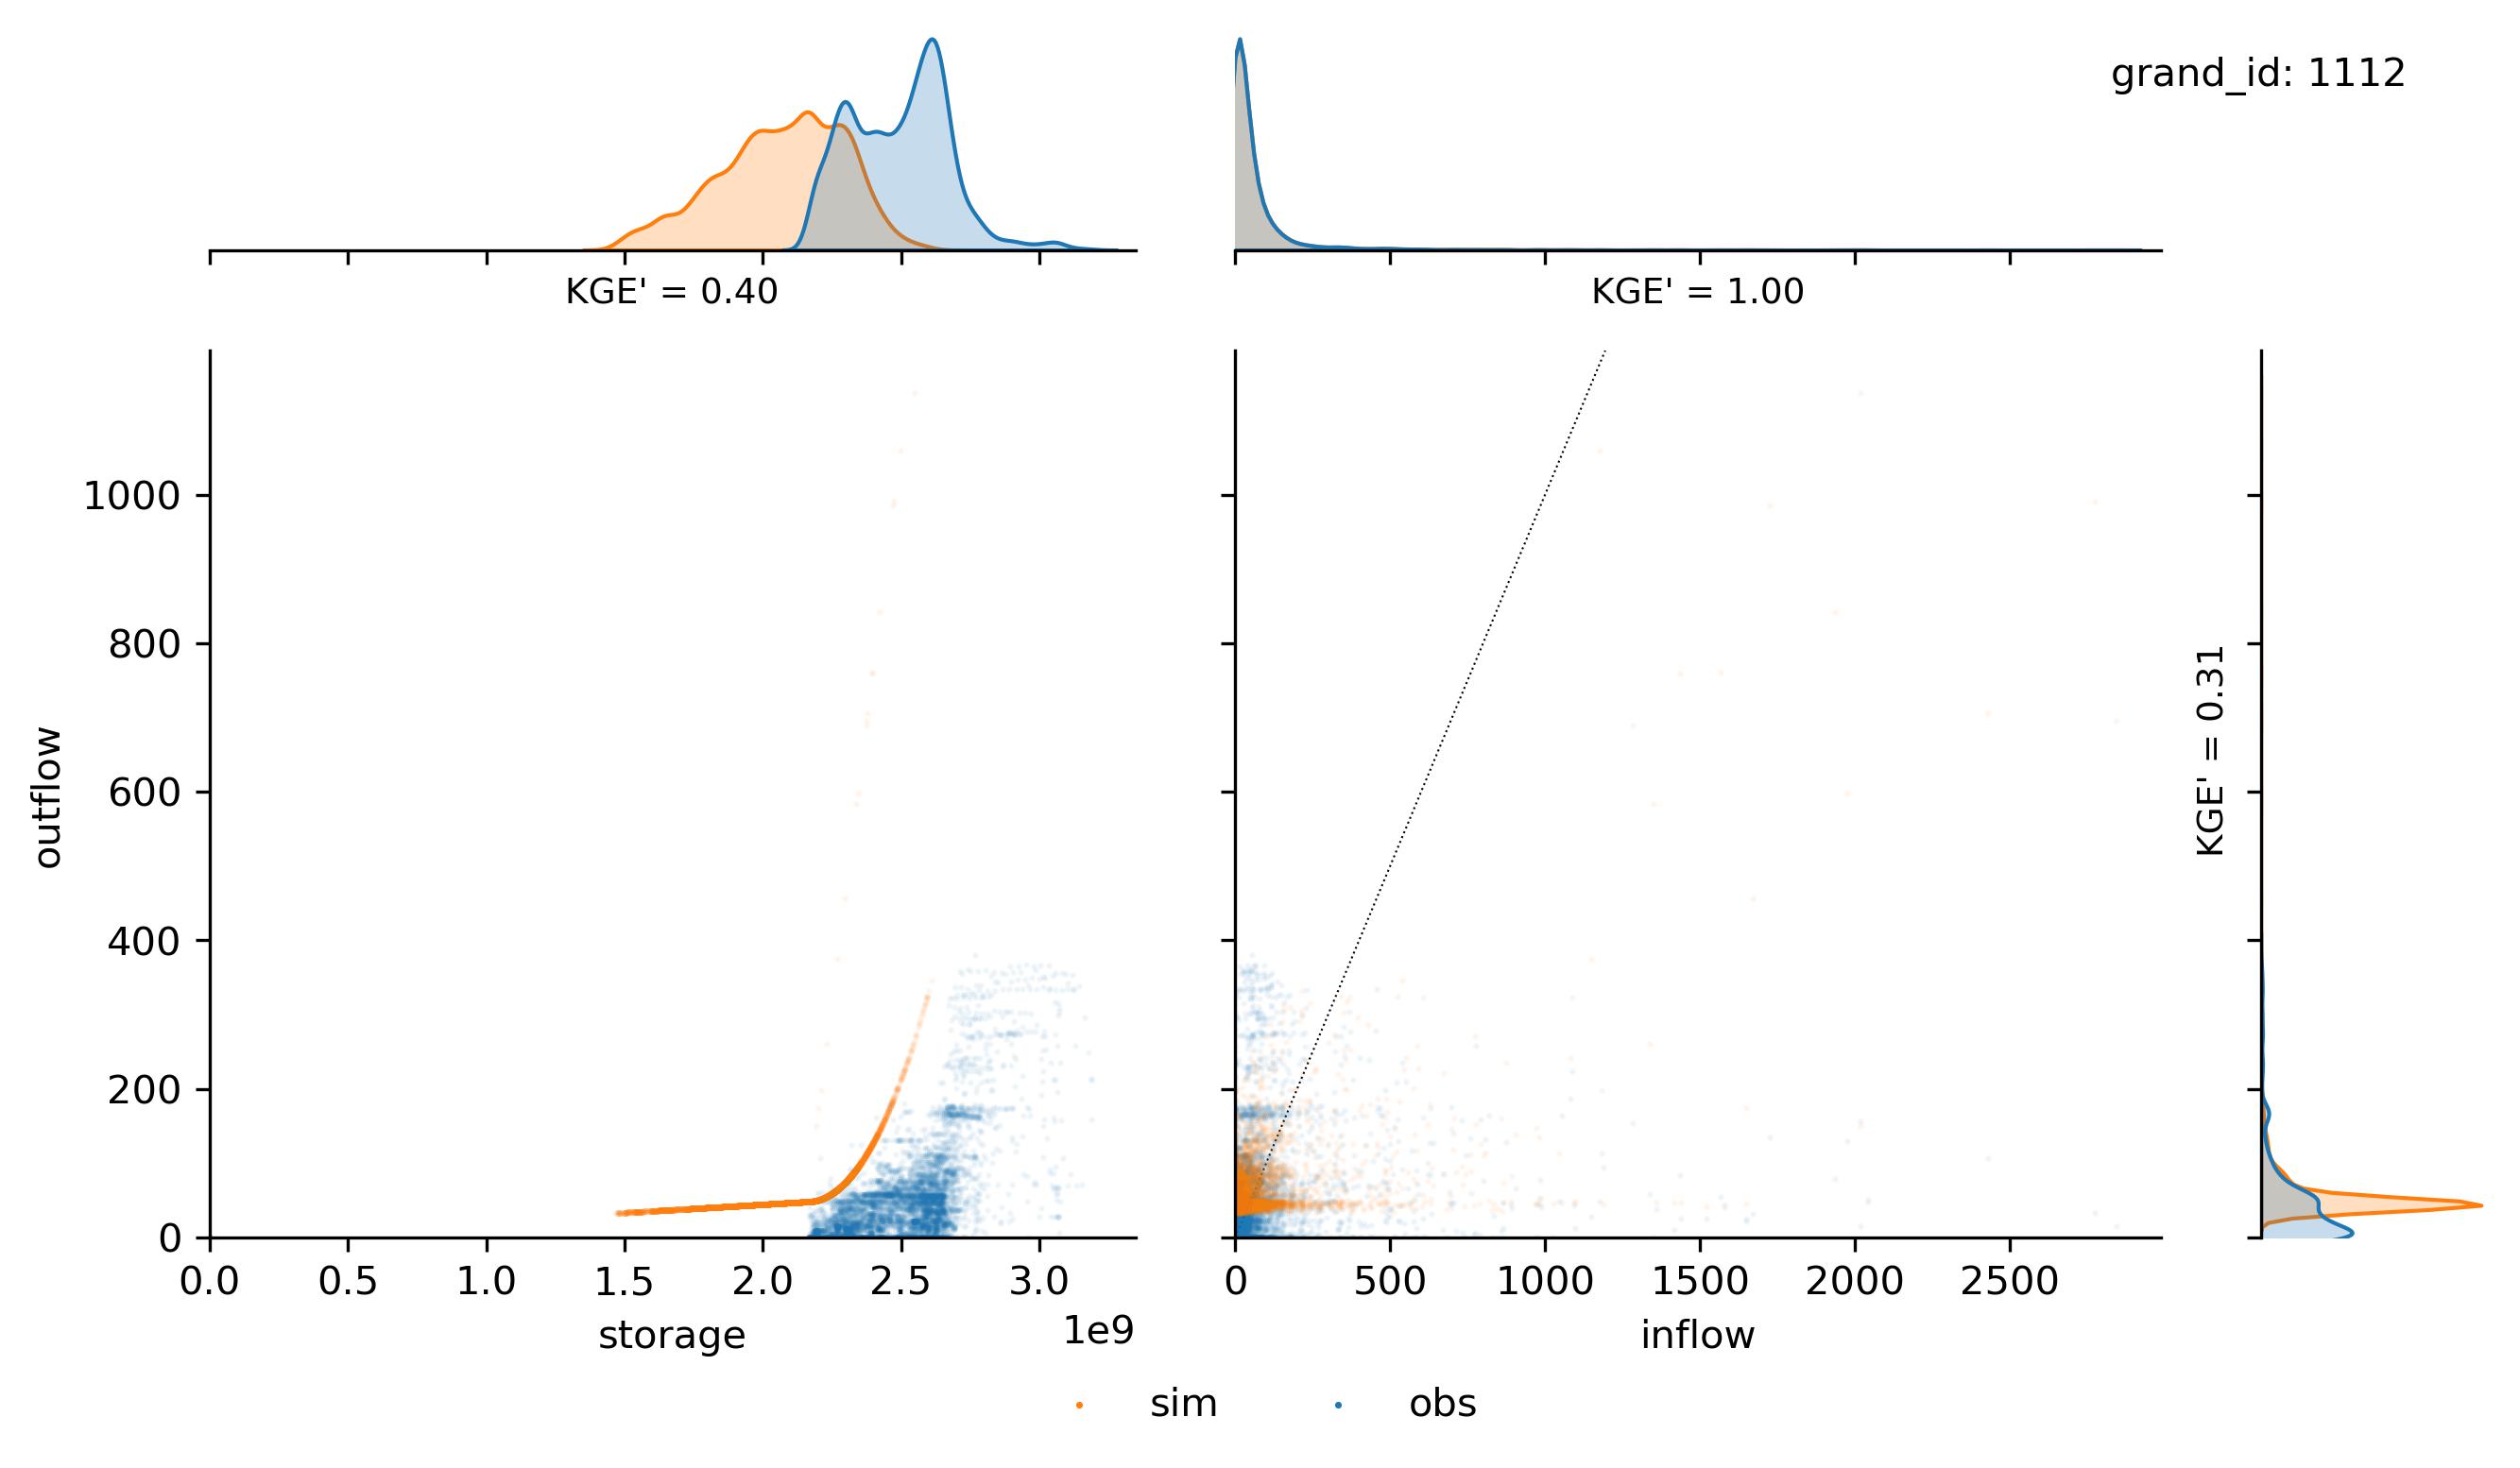 grand_id: 1112
KGE' = 0.40
KGE' = 1.00
outflow
1000
800
600
400
200
0
KGE' = 0.31
0.0 0.5 1.0 1.5 2.0 2.5 3.0
0 500 1000 1500 2000 2500
storage
1e9
inflow
sim
obs